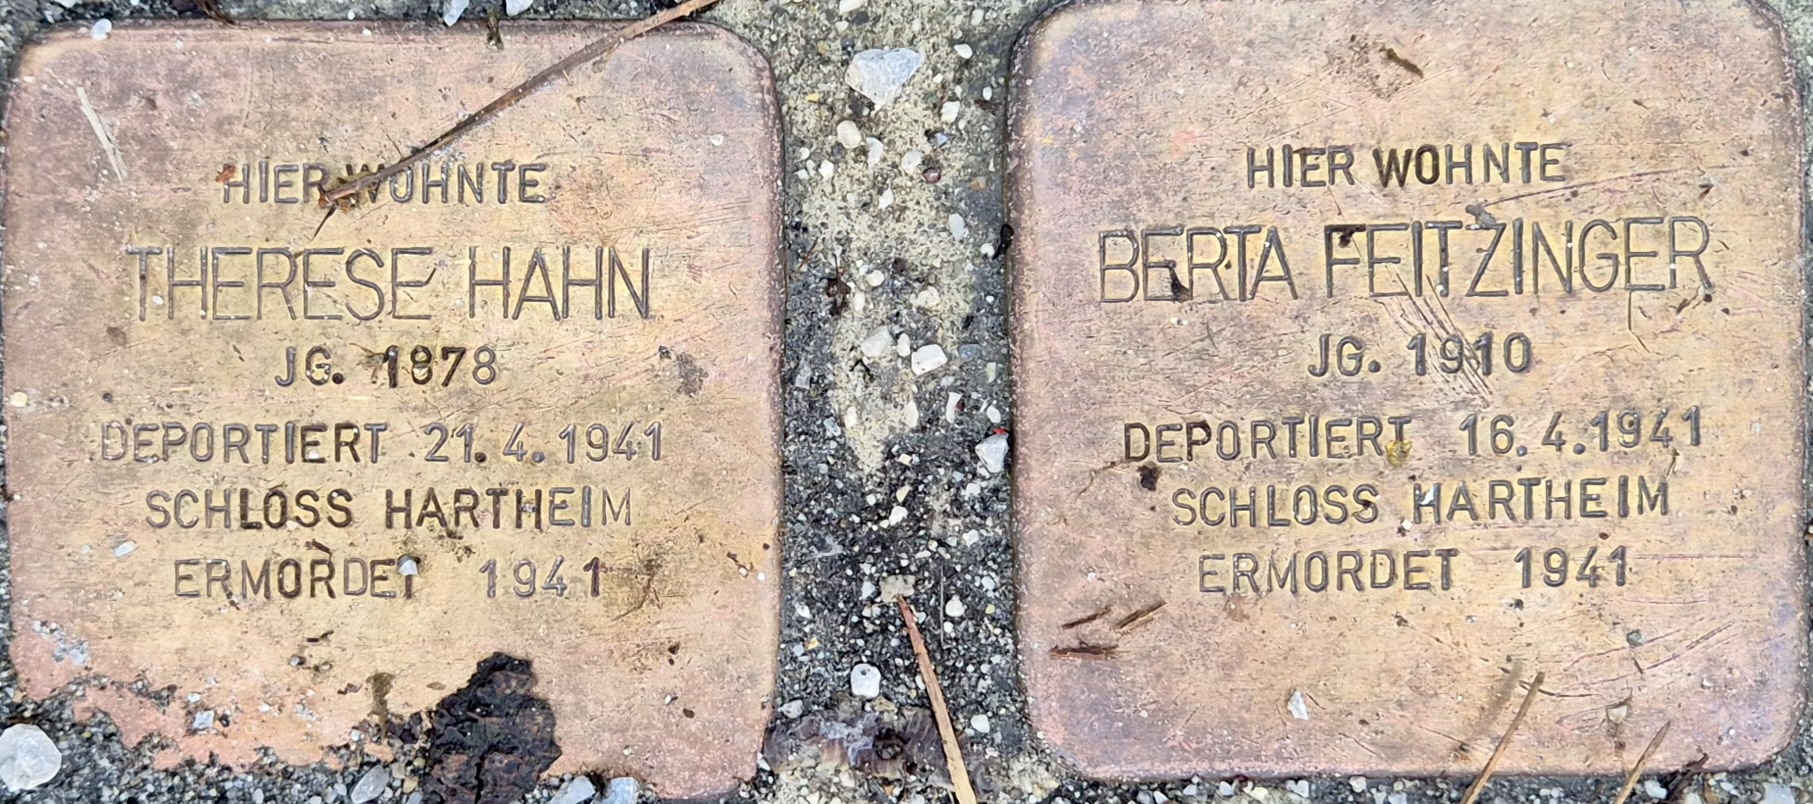 HIER WOHNTE
THERESE HAHN
JG. 1878
DEPORTIERT 21.4.1941
SCHLOSS HARTHEIM
ERMORDET 1941
HIER WOHNTE
BERTA FEITZINGER
JG. 1910
DEPORTIERT 16.4.1941
SCHLOSS HARTHEIM
ERMORDET 1941